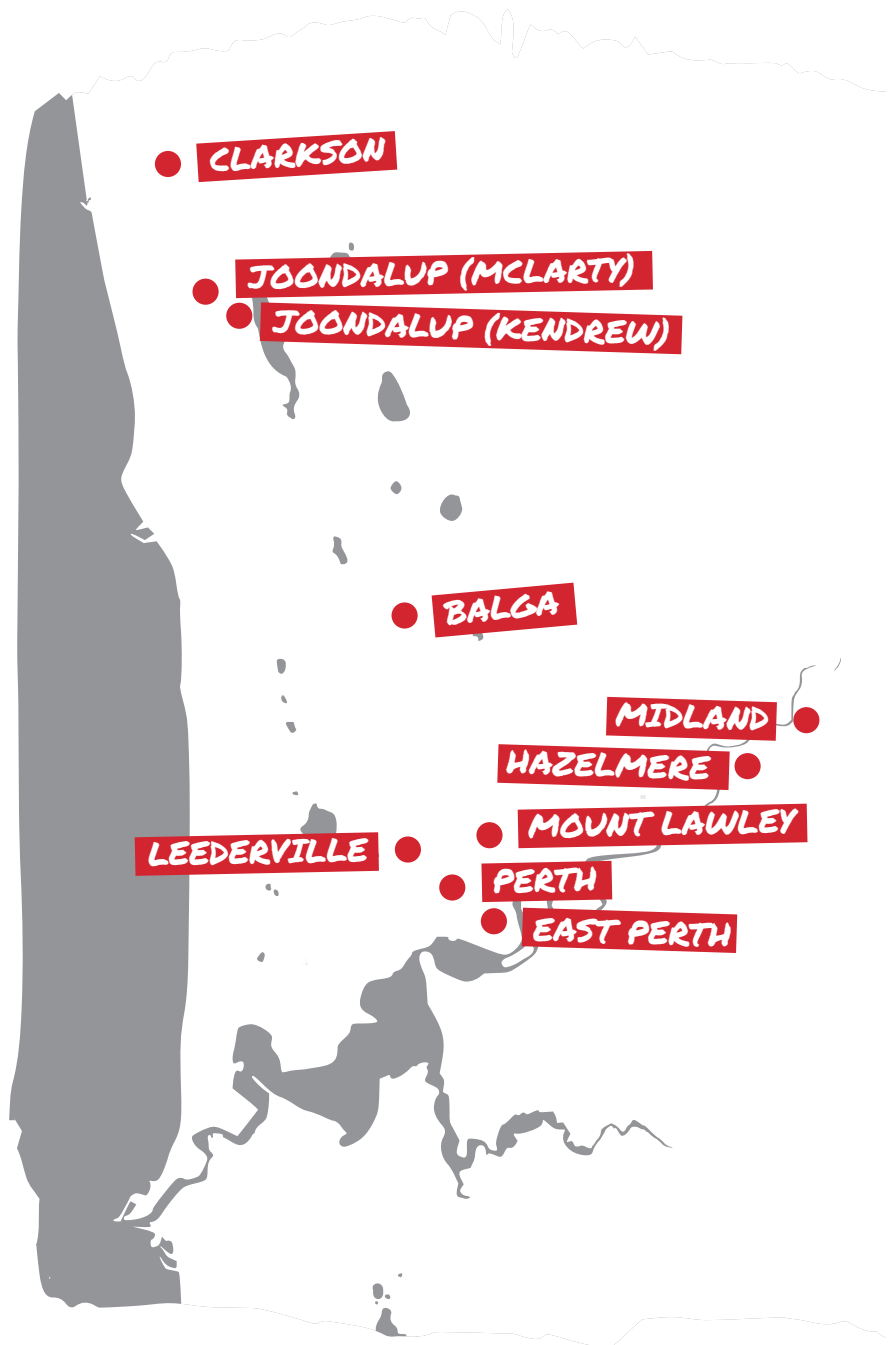 CLARKSON
JOONDALUP (MCLARTY)
JOONDALUP (KENDREW)
BALGA
MIDLAND
HAZELMERE
MOUNT LAWLEY
LEEDERVILLE
PERTH
EAST PERTH